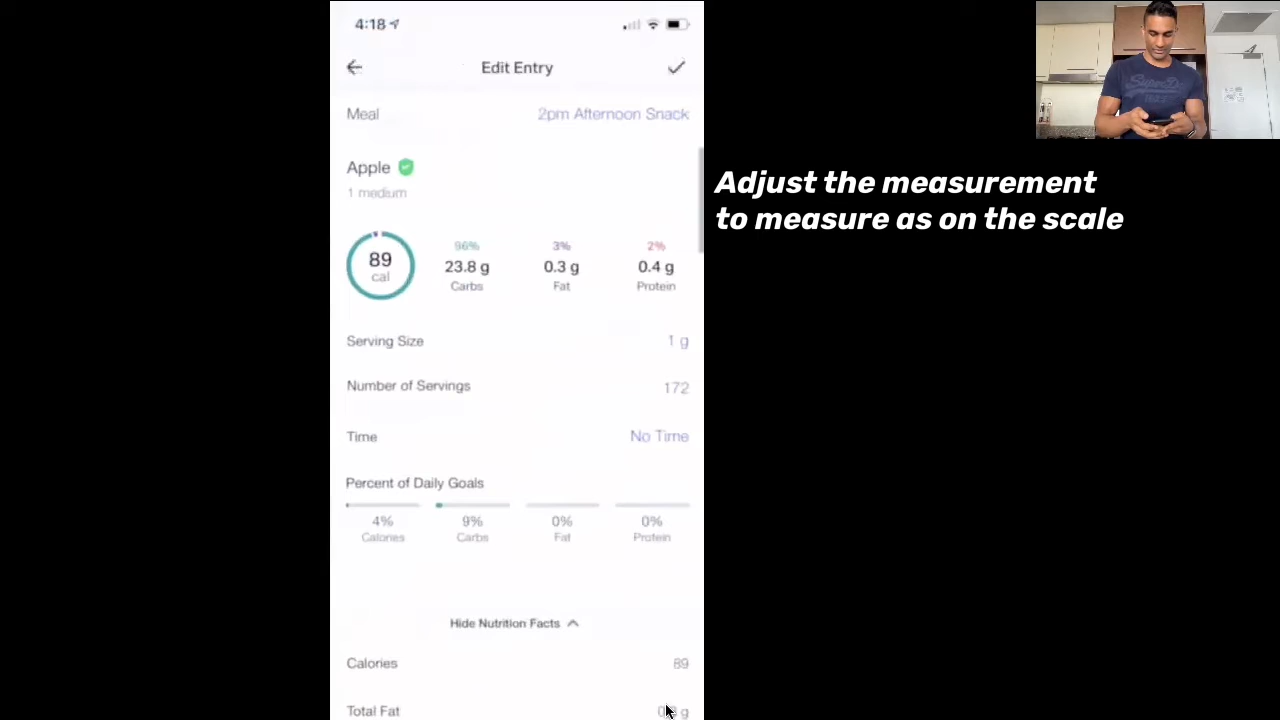 4:18
Edit Entry
Meal 2pm Afternoon Snack
Apple
1 medium
89
cal
96% 3% 2%
23.8 g 0.3 g 0.4 g
Carbs Fat Protein
Serving Size 1 g
Number of Servings 172
Time No Time
Percent of Daily Goals
4% 9% 0% 0%
Calories Carbs Fat Protein
Hide Nutrition Facts
Calories 89
Total Fat g
Adjust the measurement
to measure as on the scale
Superdry